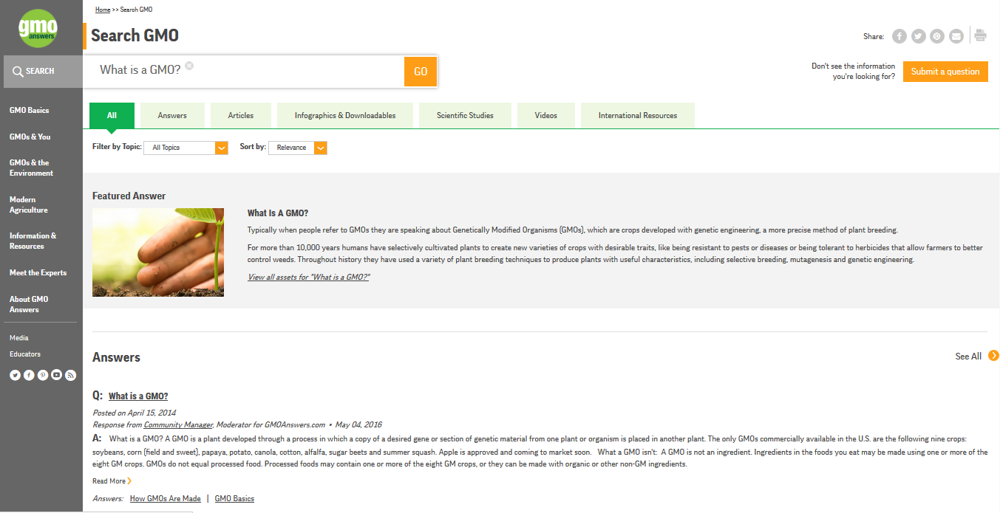 gmo
answers
SEARCH
GMO Basics
GMOs & You
GMOs & the
Environment
Modern
Agriculture
Information &
Resources
Meet the Experts
About GMO
Answers
Media
Educators
Home >> Search GMO
Search GMO
Share:
What is a GMO?
GO
Don't see the information
you're looking for?
Submit a question
All
Answers
Articles
Infographics & Downloadables
Scientific Studies
Videos
International Resources
Filter by Topic: All Topics Sort by: Relevance
Featured Answer
What Is A GMO?
Typically when people refer to GMOs they are speaking about Genetically Modified Organisms (GMOs), which are crops developed with genetic engineering, a more precise method of plant breeding.
For more than 10,000 years humans have selectively cultivated plants to create new varieties of crops with desirable traits, like being resistant to pests or diseases or being tolerant to herbicides that allow farmers to better
control weeds. Throughout history they have used a variety of plant breeding techniques to produce plants with useful characteristics, including selective breeding, mutagenesis and genetic engineering.
View all assets for "What is a GMO?"
Answers
See All
Q: What is a GMO?
Posted on April 15, 2014
Response from Community Manager, Moderator for GMOAnswers.com • May 04, 2016
A: What is a GMO? A GMO is a plant developed through a process in which a copy of a desired gene or section of genetic material from one plant or organism is placed in another plant. The only GMOs commercially available in the U.S. are the following nine crops:
soybeans, corn (field and sweet), papaya, potato, canola, cotton, alfalfa, sugar beets and summer squash. Apple is approved and coming to market soon. What a GMO isn't: A GMO is not an ingredient. Ingredients in the foods you eat may be made using one or more of the
eight GM crops. GMOs do not equal processed food. Processed foods may contain one or more of the eight GM crops, or they can be made with organic or other non-GM ingredients.
Read More
Answers: How GMOs Are Made | GMO Basics